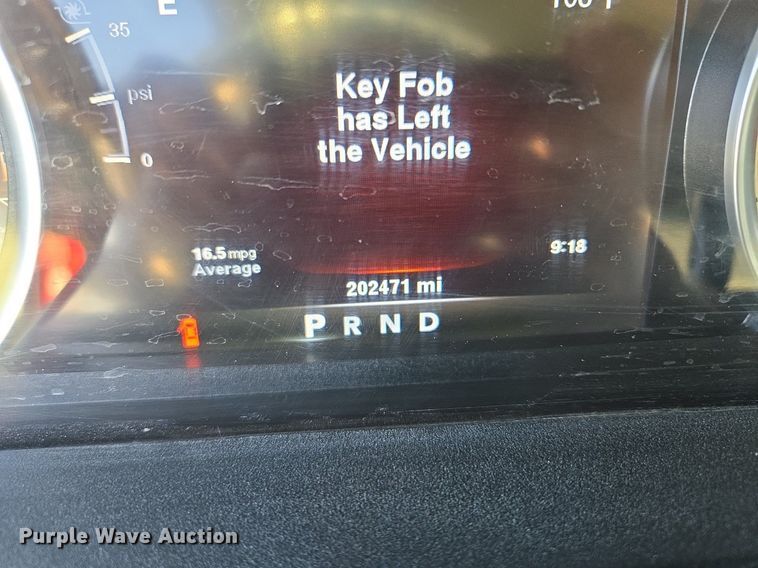 35
E
psi
0
Key Fob
has Left
the Vehicle
16.5 mpg
Average
9:18
202471 mi
P R N D
Purple Wave Auction